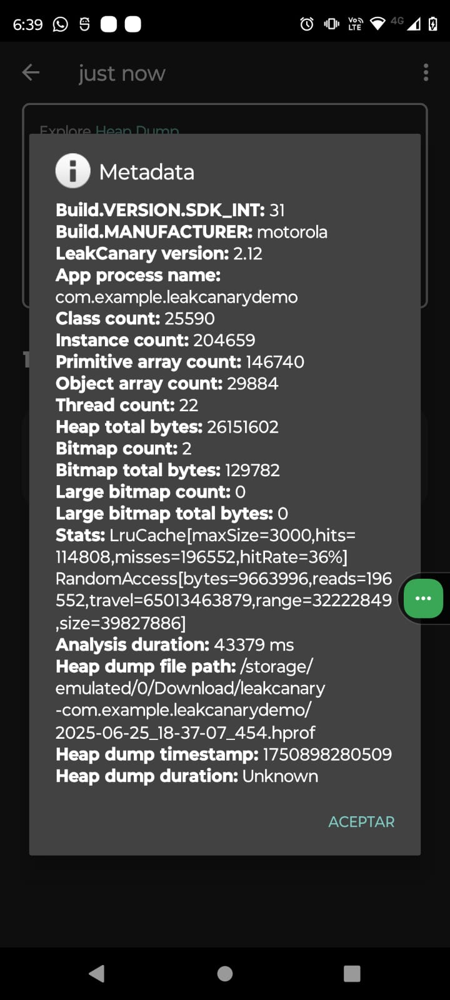 6:39
Vo LTE 4G
just now
Explore Heap Dump
Metadata
Build.VERSION.SDK_INT: 31
Build.MANUFACTURER: motorola
LeakCanary version: 2.12
App process name:
com.example.leakcanarydemo
Class count: 25590
Instance count: 204659
Primitive array count: 146740
Object array count: 29884
Thread count: 22
Heap total bytes: 26151602
Bitmap count: 2
Bitmap total bytes: 129782
Large bitmap count: 0
Large bitmap total bytes: 0
Stats: LruCache[maxSize=3000,hits=
114808,misses=196552,hitRate=36%]
RandomAccess[bytes=9663996,reads=196
552,travel=65013463879,range=32222849
,size=39827886]
Analysis duration: 43379 ms
Heap dump file path: /storage/
emulated/0/Download/leakcanary
-com.example.leakcanarydemo/
2025-06-25_18-37-07_454.hprof
Heap dump timestamp: 1750898280509
Heap dump duration: Unknown
ACEPTAR